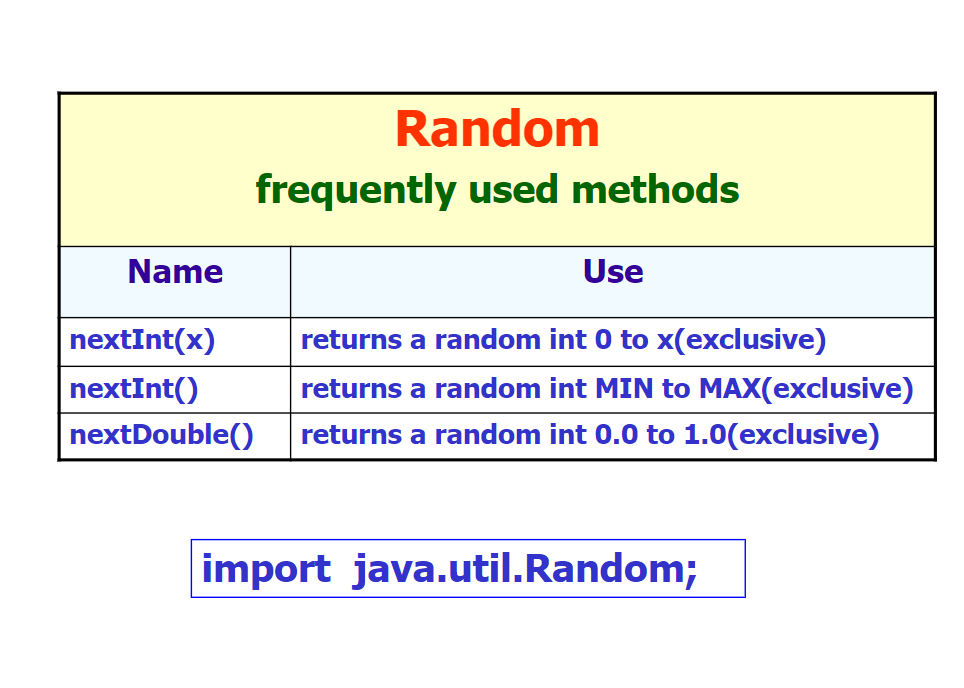 Random
frequently used methods
Name Use
nextInt(x) returns a random int 0 to x(exclusive)
nextInt() returns a random int MIN to MAX(exclusive)
nextDouble() returns a random int 0.0 to 1.0(exclusive)
import java.util.Random;